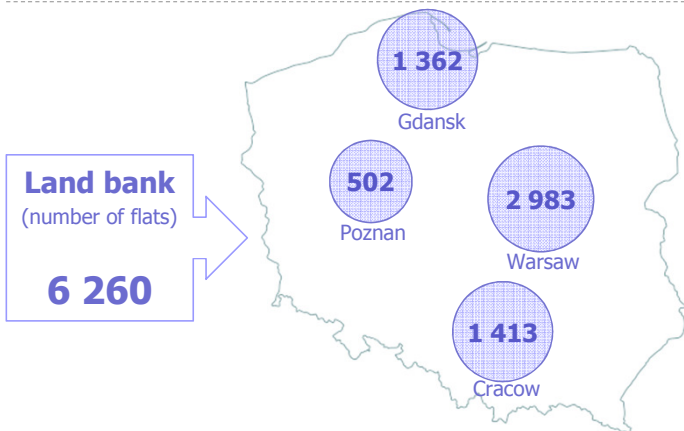 Land bank
(number of flats)
6 260
1 362
Gdansk
502
Poznan
2 983
Warsaw
1 413
Cracow